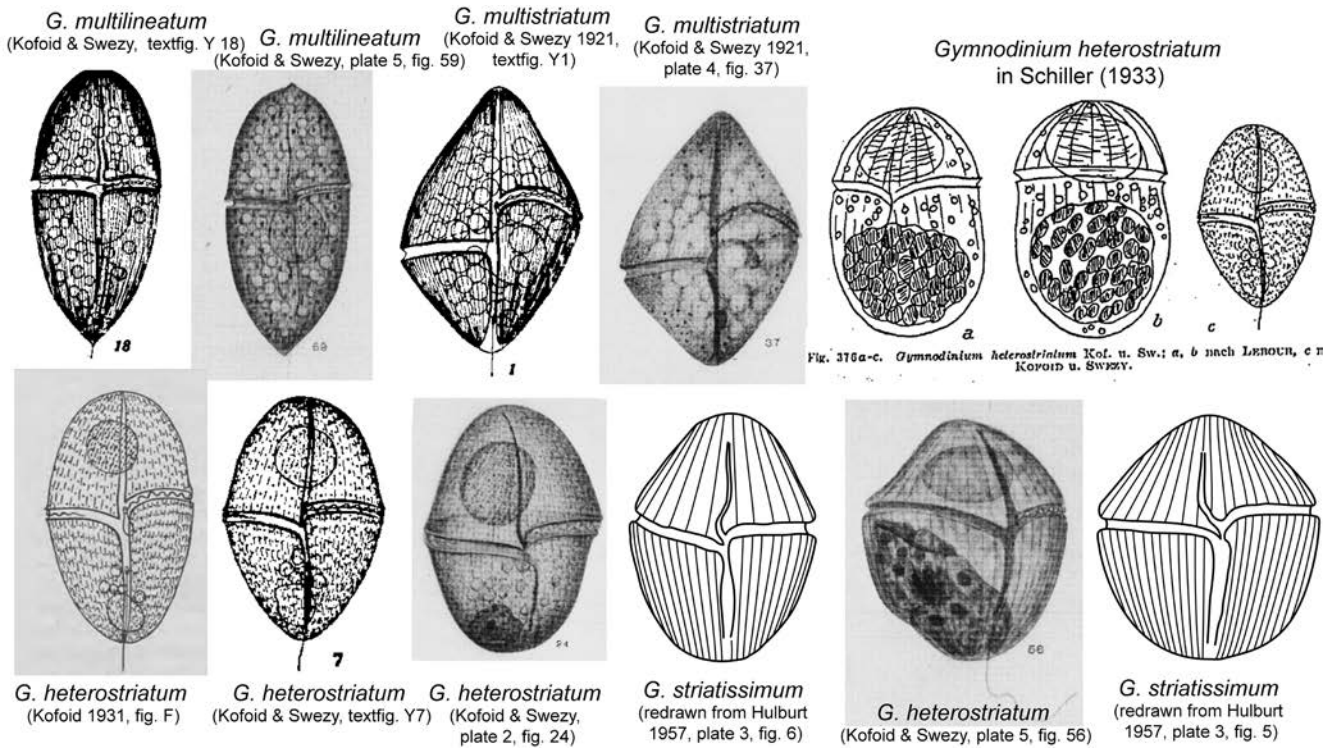 G. multilineatum
(Kofoid & Swezy, textfig. Y 18)
G. multilineatum
(Kofoid & Swezy, plate 5, fig. 59)
G. multistriatum
(Kofoid & Swezy 1921,
textfig. Y1)
G. multistriatum
(Kofoid & Swezy 1921,
plate 4, fig. 37)
Gymnodinium heterostriatum
in Schiller (1933)
18
1
37
a
b
c
Fig. 376a-c. Gymnodinium heterostriatum Kof. u. Sw.; a, b nach LEBOUR, c n
KOFOID u. SWEZY.
7
24
56
G. heterostriatum
(Kofoid 1931, fig. F)
G. heterostriatum
(Kofoid & Swezy, textfig. Y7)
G. heterostriatum
(Kofoid & Swezy,
plate 2, fig. 24)
G. striatissimum
(redrawn from Hulburt
1957, plate 3, fig. 6)
G. heterostriatum
(Kofoid & Swezy, plate 5, fig. 56)
G. striatissimum
(redrawn from Hulburt
1957, plate 3, fig. 5)